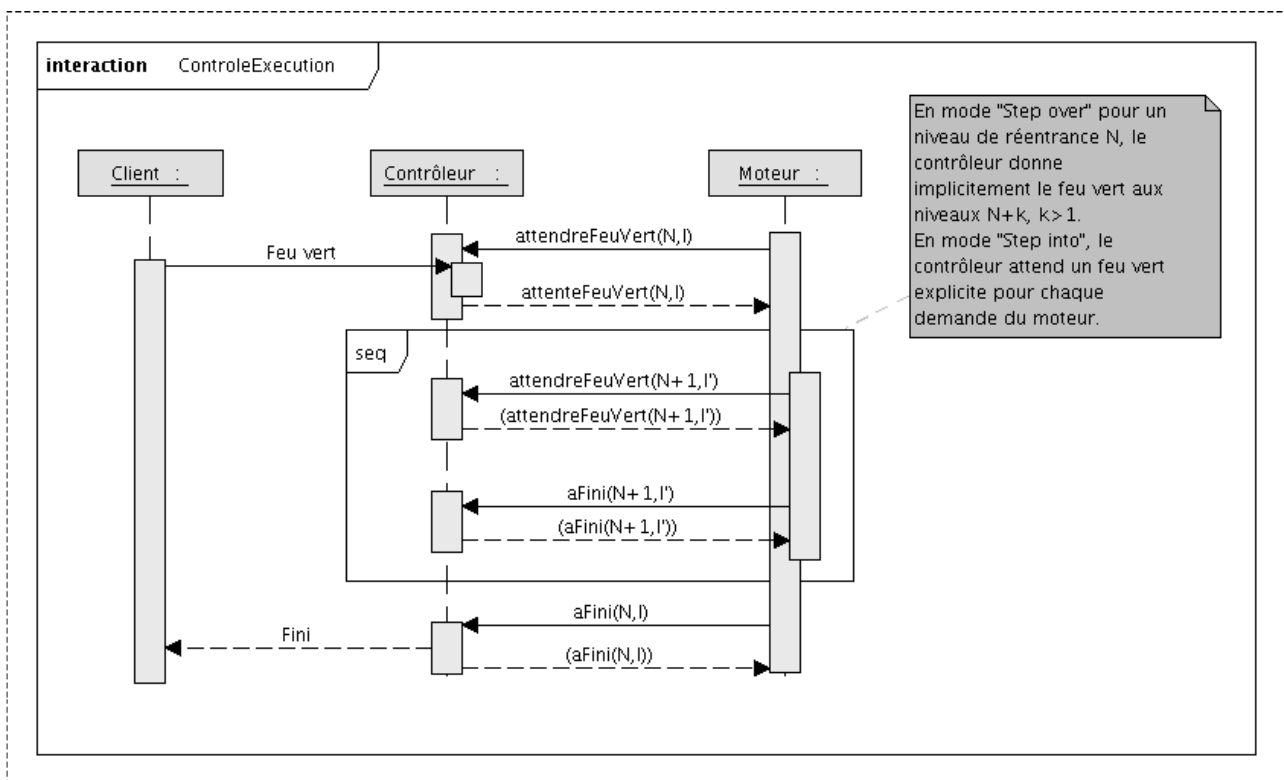 interaction ControleExecution
En mode "Step over" pour un
niveau de réentrance N, le
contrôleur donne
implicitement le feu vert aux
niveaux N+k, k>1.
En mode "Step into", le
contrôleur attend un feu vert
explicite pour chaque
demande du moteur.
Client :
Contrôleur :
Moteur :
attendreFeuVert(N,I)
Feu vert
attenteFeuVert(N,I)
seq
attendreFeuVert(N+1,I')
(attendreFeuVert(N+1,I'))
aFini(N+1,I')
(aFini(N+1,I'))
aFini(N,I)
Fini
(aFini(N,I))